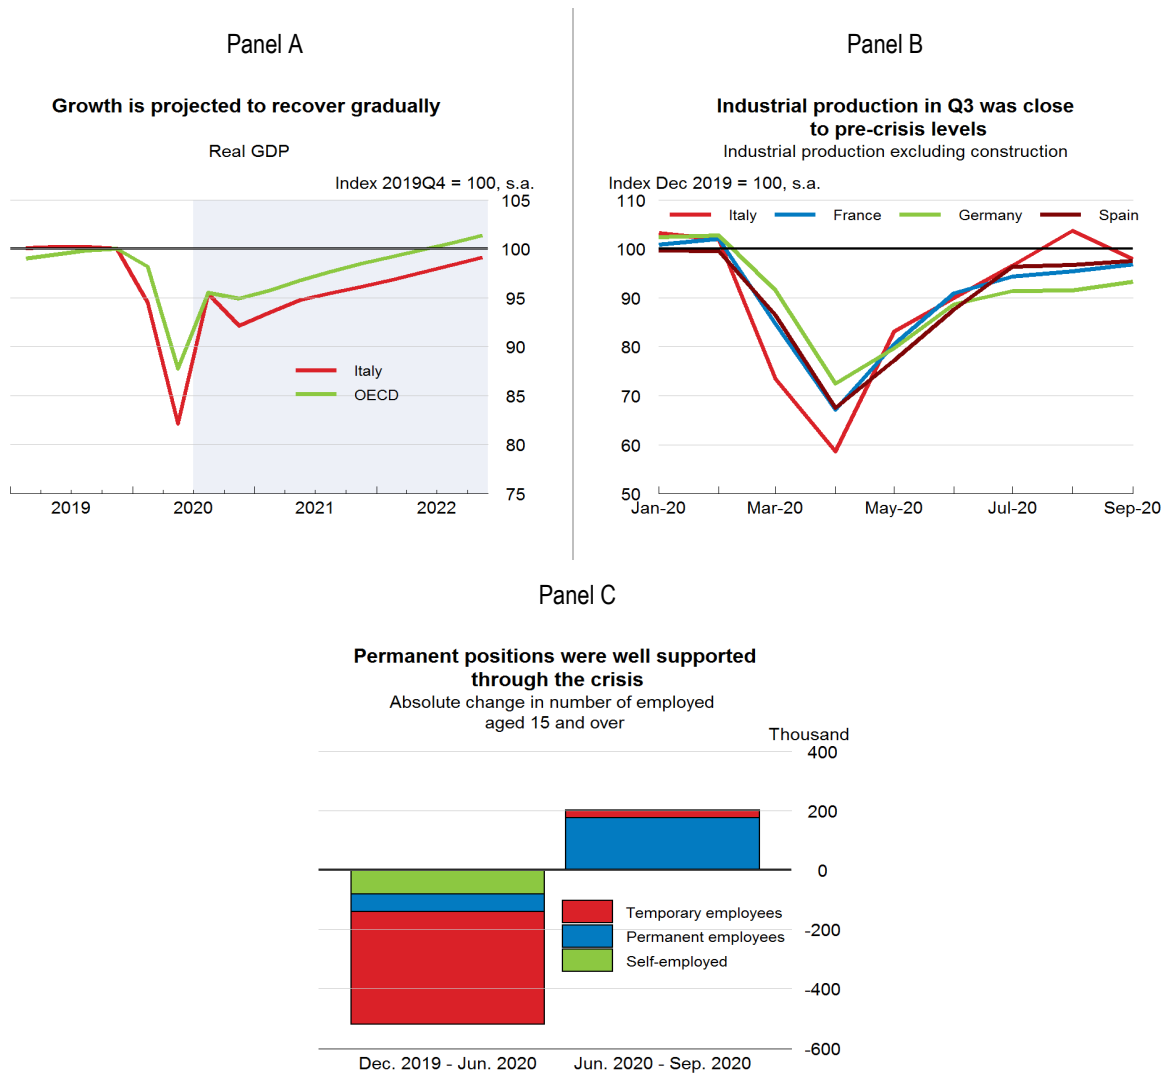 Panel A
Growth is projected to recover gradually
Real GDP
Index 2019Q4 = 100, s.a.
105
100
95
90
85
80
75
Italy
OECD
2019
2020
2021
2022
Panel B
Industrial production in Q3 was close
to pre-crisis levels
Industrial production excluding construction
Index Dec 2019 = 100, s.a.
110
100
90
80
70
60
50
Italy
France
Germany
Spain
Jan-20
Mar-20
May-20
Jul-20
Sep-20
Panel C
Permanent positions were well supported
through the crisis
Absolute change in number of employed
aged 15 and over
Thousand
400
200
0
-200
-400
-600
Temporary employees
Permanent employees
Self-employed
Dec. 2019 - Jun. 2020
Jun. 2020 - Sep. 2020